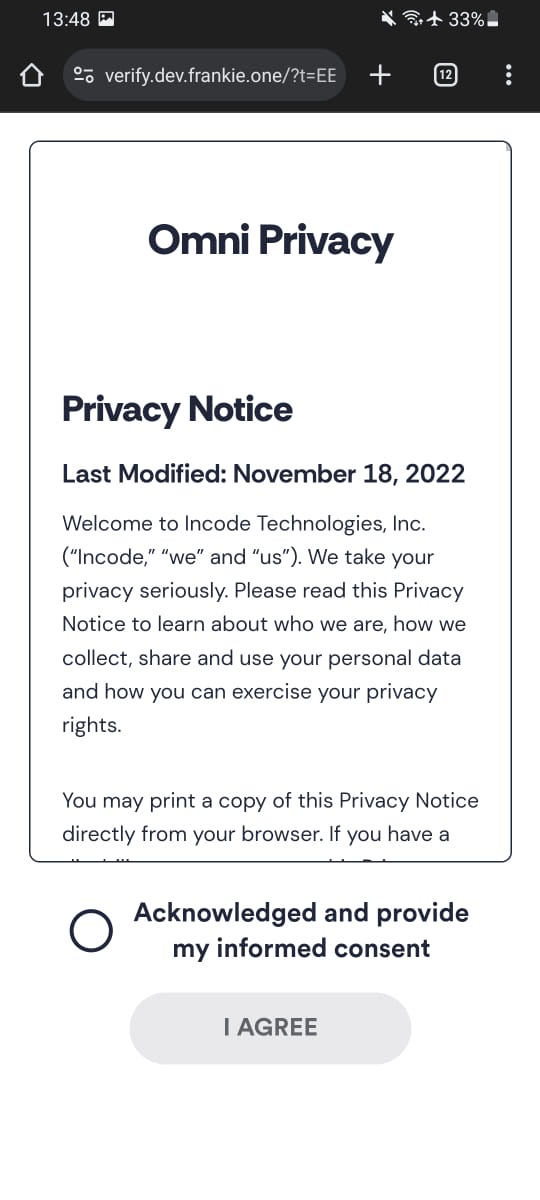 13:48
33%
verify.dev.frankie.one/?t=EE
12
Omni Privacy
Privacy Notice
Last Modified: November 18, 2022
Welcome to Incode Technologies, Inc.
(“Incode,” “we” and “us”). We take your
privacy seriously. Please read this Privacy
Notice to learn about who we are, how we
collect, share and use your personal data
and how you can exercise your privacy
rights.
You may print a copy of this Privacy Notice
directly from your browser. If you have a
Acknowledged and provide
my informed consent
I AGREE